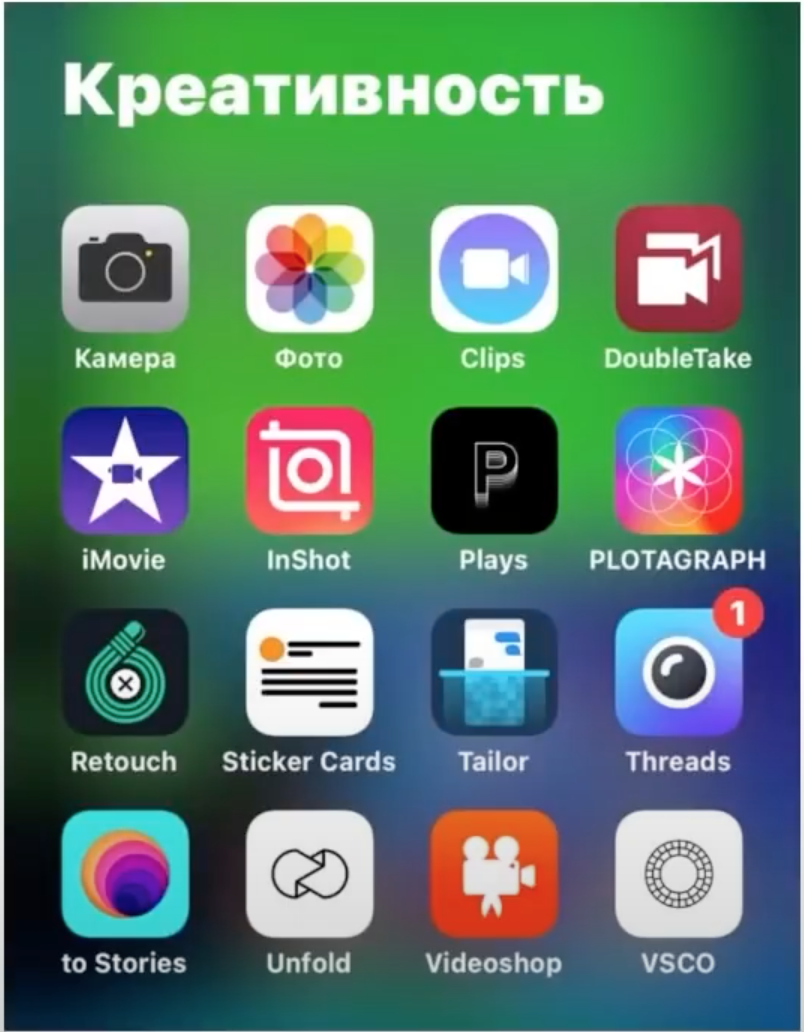 Креативность
Камера Фото Clips DoubleTake
iMovie InShot Plays PLOTAGRAPH
1
Retouch Sticker Cards Tailor Threads
to Stories Unfold Videoshop VSCO